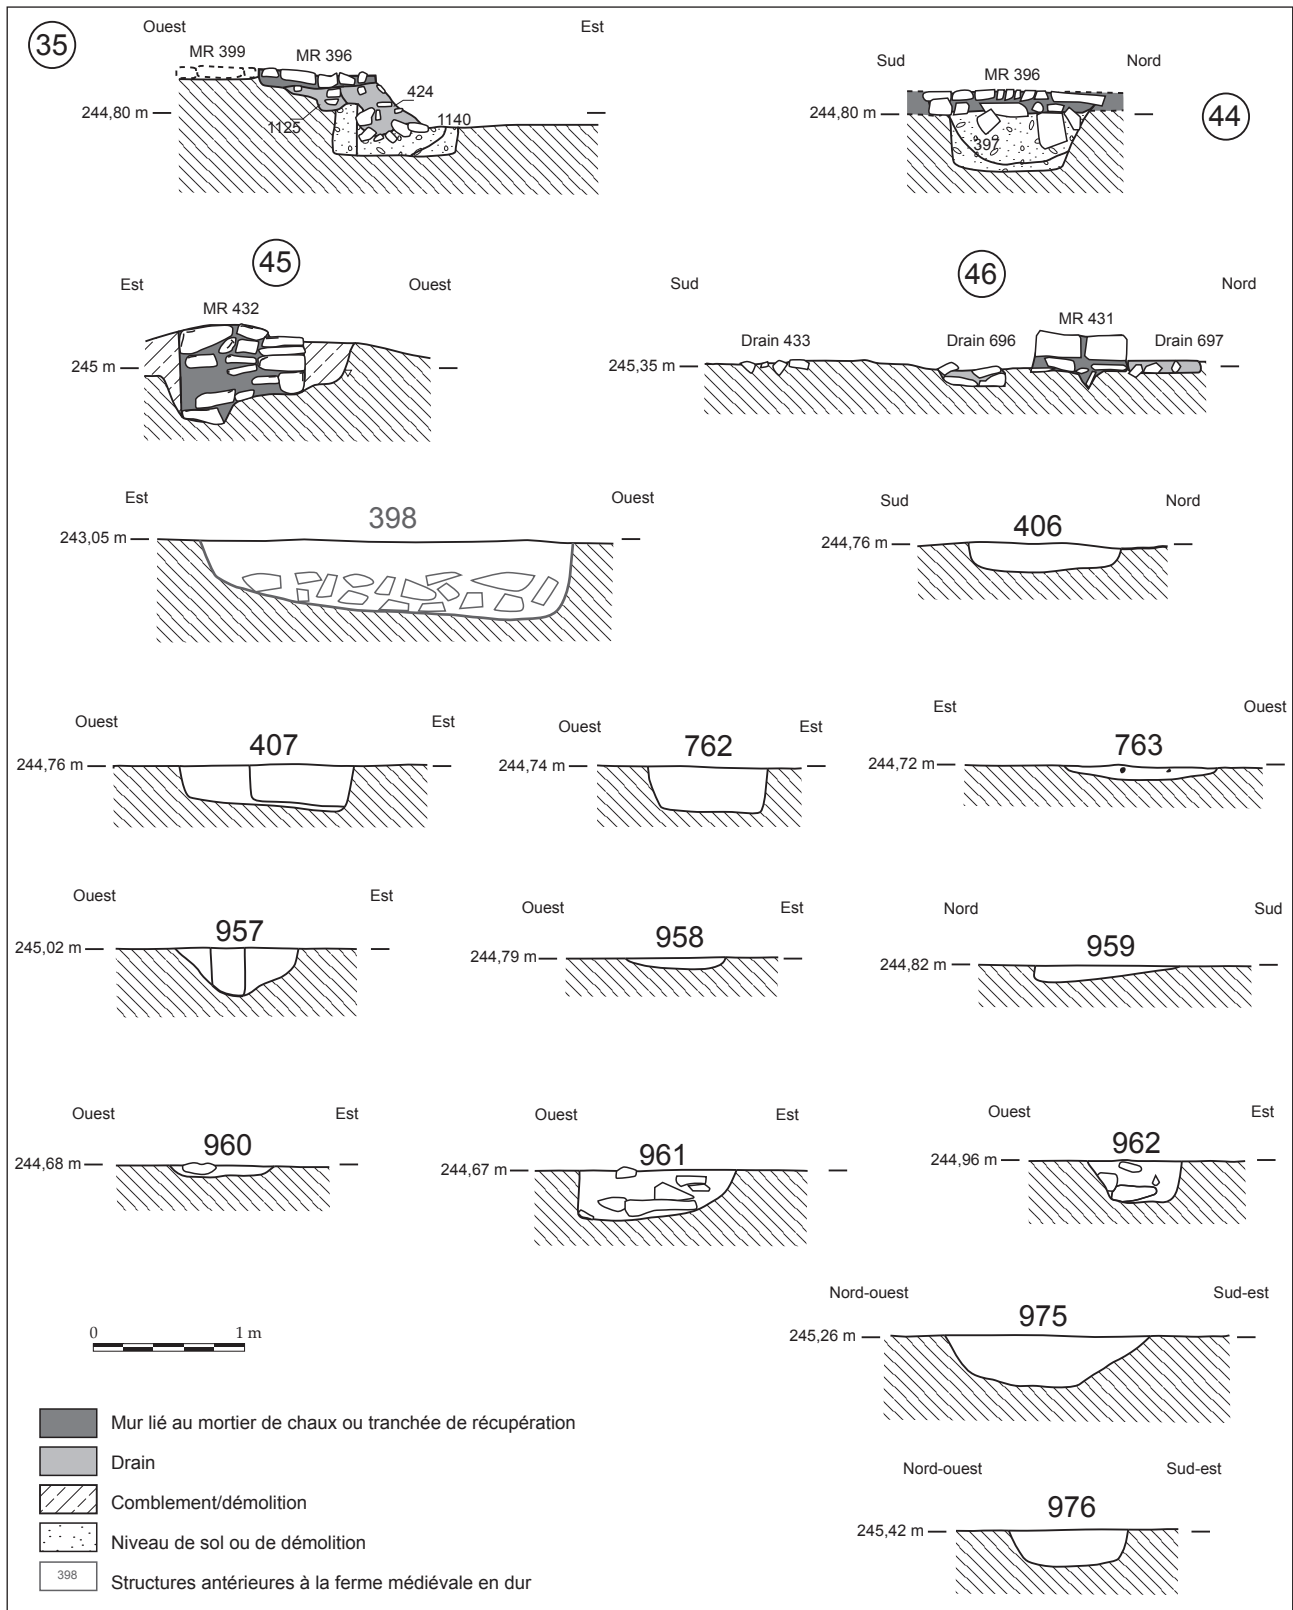 35
Ouest Est
MR 399 MR 396
244,80 m
424
1125 1140
Sud Nord
MR 396
244,80 m
397
44
45
Est Ouest
MR 432
245 m
46
Sud Nord
Drain 433 Drain 696 MR 431 Drain 697
245,35 m
Est Ouest
398
243,05 m
Sud Nord
406
244,76 m
Ouest Est
407
244,76 m
Ouest Est
762
244,74 m
Est Ouest
763
244,72 m
Ouest Est
957
245,02 m
Ouest Est
958
244,79 m
Nord Sud
959
244,82 m
Ouest Est
960
244,68 m
Ouest Est
961
244,67 m
Ouest Est
962
244,96 m
Nord-ouest Sud-est
975
245,26 m
Nord-ouest Sud-est
976
245,42 m
0 1 m
Mur lié au mortier de chaux ou tranchée de récupération
Drain
Comblement/démolition
Niveau de sol ou de démolition
398 Structures antérieures à la ferme médiévale en dur